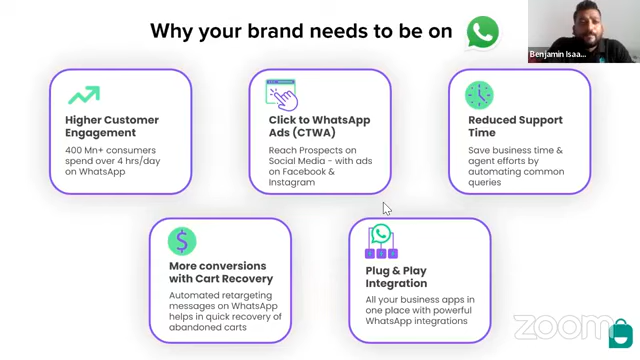 Why your brand needs to be on
Benjamin Isaa...
Higher Customer
Engagement
400 Mn+ consumers
spend over 4 hrs/day
on WhatsApp
Click to WhatsApp
Ads (CTWA)
Reach Prospects on
Social Media - with ads
on Facebook &
Instagram
Reduced Support
Time
Save business time &
agent efforts by
automating common
queries
More conversions
with Cart Recovery
Automated retargeting
messages on WhatsApp
helps in quick recovery of
abandoned carts
Plug & Play
Integration
All your business apps in
one place with powerful
WhatsApp integrations
zoom